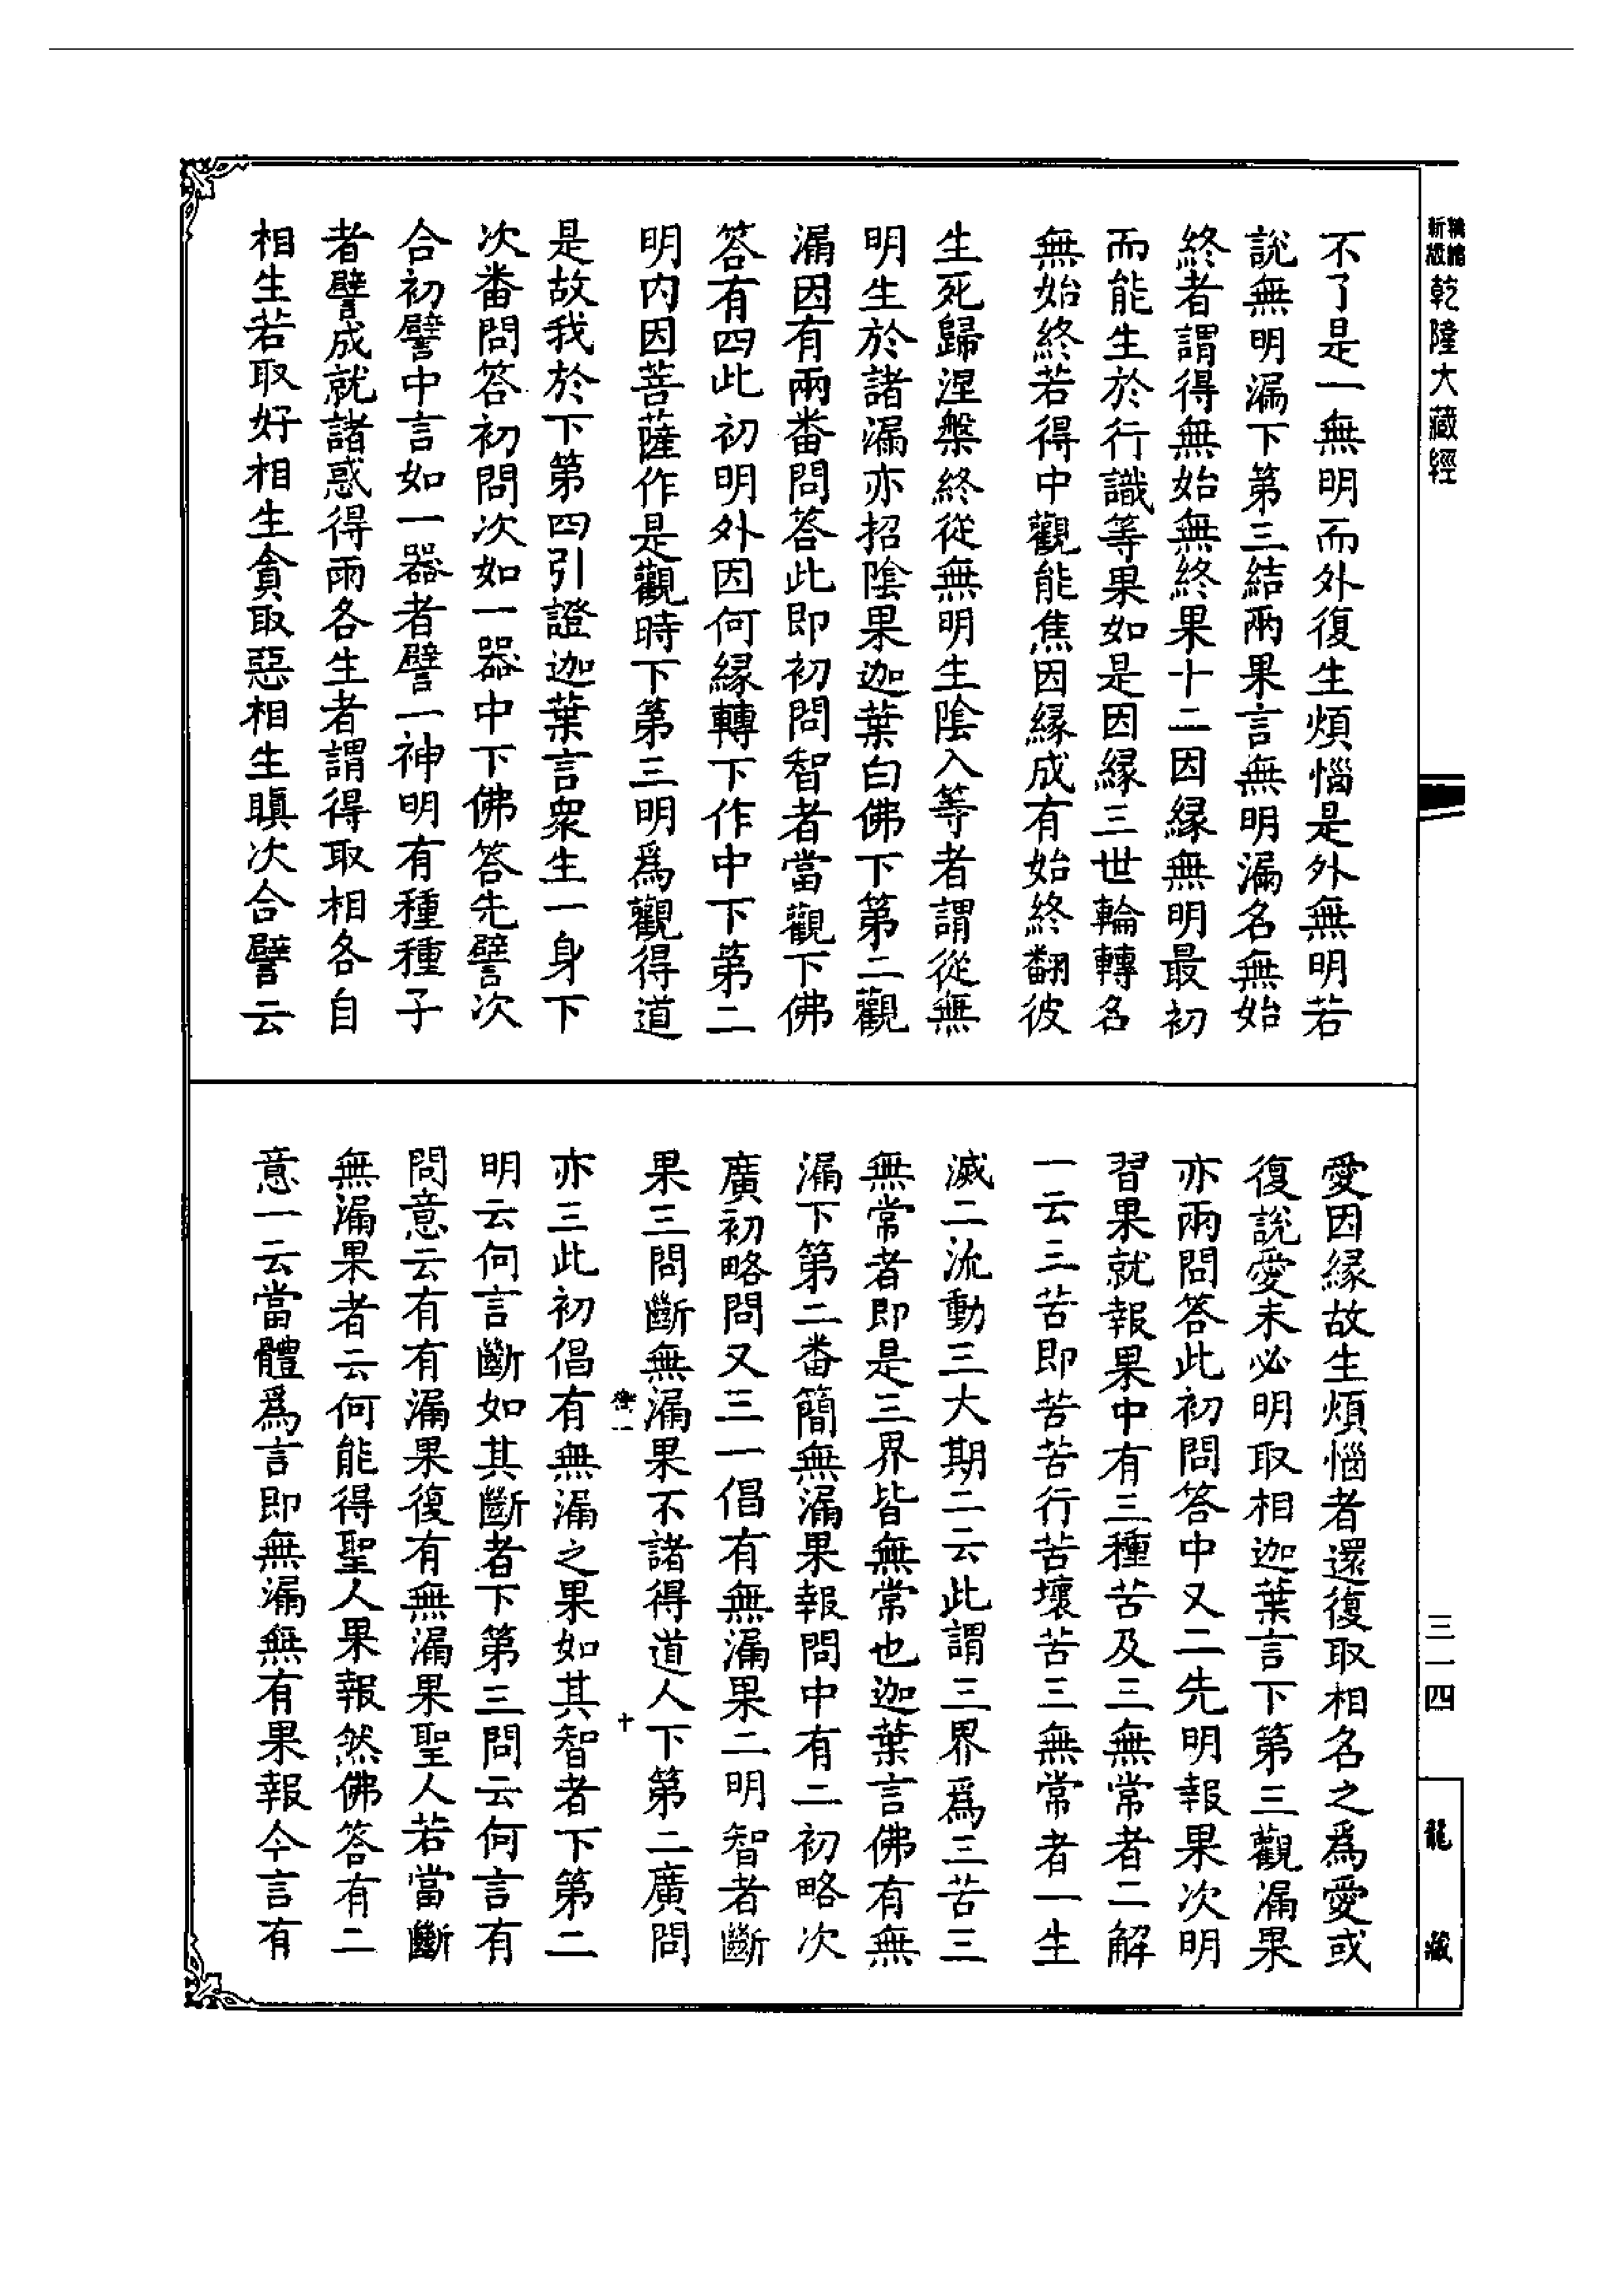 精縮新版乾隆大藏經
不了是一無明而外復生煩惱是外無明若
說無明漏下第三結兩果言無明漏名無始
終者謂得無始無終果十二因緣無明最初
而能生於行識等果如是因緣三世輪轉名
無始終若得中觀能焦因緣成有始終翻彼
生死歸涅槃終從無明生陰入等者謂從無
明生於諸漏亦招陰果迦葉白佛下第二觀
漏因有兩番問答此即初問智者當觀下佛
答有四此初明外因何緣轉下作中下第二
明內因菩薩作是觀時下第三明爲觀得道
是故我於下第四引證迦葉言衆生一身下
次番問答初問次如一器中下佛答先譬次
合初譬中言如一器者譬一神明有種種子
者譬成就諸惑得兩各生者謂得取相各自
相生若取好相生貪取惡相生瞋次合譬云
愛因緣故生煩惱者還復取相名之爲愛或
復說愛未必明取相迦葉言下第三觀漏果
亦兩問答此初問答中又二先明報果次明
習果就報果中有三種苦及三無常者二解
一云三苦即苦苦行苦壞苦三無常者一生
滅二流動三大期二云此謂三界爲三苦三
無常者即是三界皆無常也迦葉言佛有無
漏下第二番簡無漏果報問中有二初略次
廣初略問又三一倡有無漏果二明智者斷
果三問斷無漏果不諸得道人下第二廣問
亦三此初倡有無漏之果如其智者下第二
明云何言斷如其斷者下第三問云何言有
問意云有有漏果復有無漏果聖人若當斷
無漏果者云何能得聖人果報然佛答有二
意一云當體爲言即無漏無有果報今言有
十
三一四
龍藏